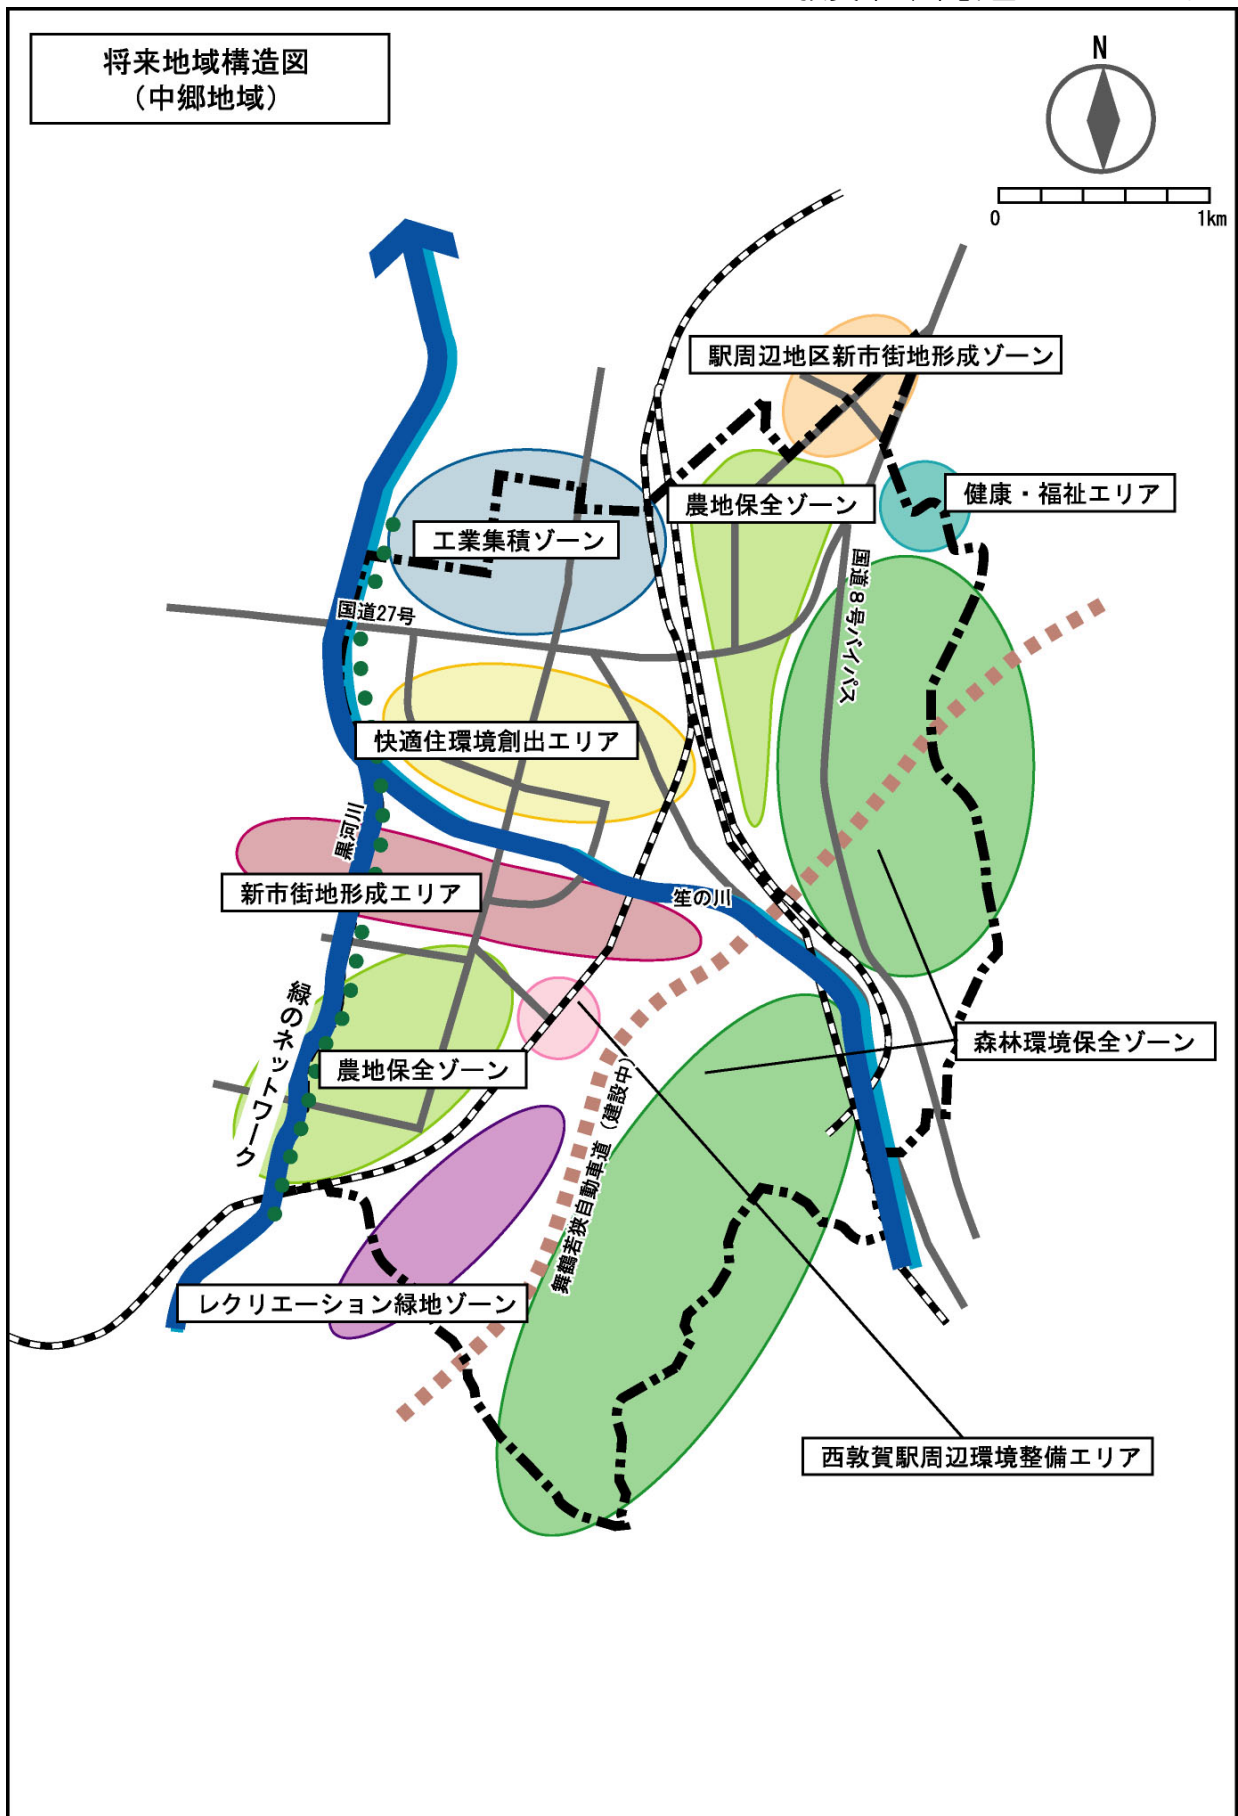 将来地域構造図
（中郷地域）
N
0 1km
駅周辺地区新市街地形成ゾーン
健康・福祉エリア
農地保全ゾーン
工業集積ゾーン
国道27号
国道8号バイパス
快適住環境創出エリア
黒河川
新市街地形成エリア
笙の川
緑のネットワーク
農地保全ゾーン
森林環境保全ゾーン
舞鶴若狭自動車道（建設中）
レクリエーション緑地ゾーン
西敦賀駅周辺環境整備エリア